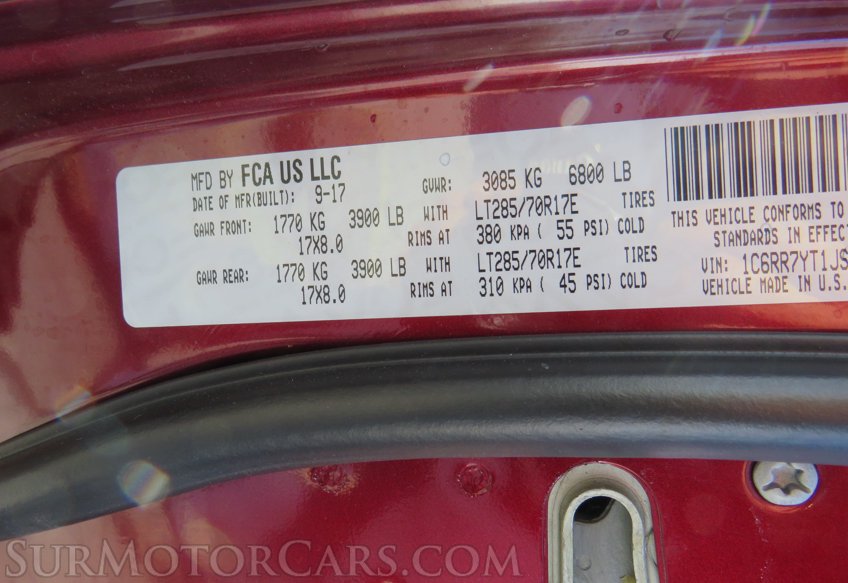 MFD BY FCA US LLC
DATE OF MFR(BUILT): 9-17 GVWR: 3085 KG 6800 LB
GAWR FRONT: 1770 KG 3900 LB WITH LT285/70R17E TIRES
17X8.0 RIMS AT 380 KPA ( 55 PSI) COLD
GAWR REAR: 1770 KG 3900 LB WITH LT285/70R17E TIRES
17X8.0 RIMS AT 310 KPA ( 45 PSI) COLD
THIS VEHICLE CONFORMS TO
STANDARDS IN EFFECT
VIN: 1C6RR7YT1JS
VEHICLE MADE IN U.S.
SURMOTORCARS.COM